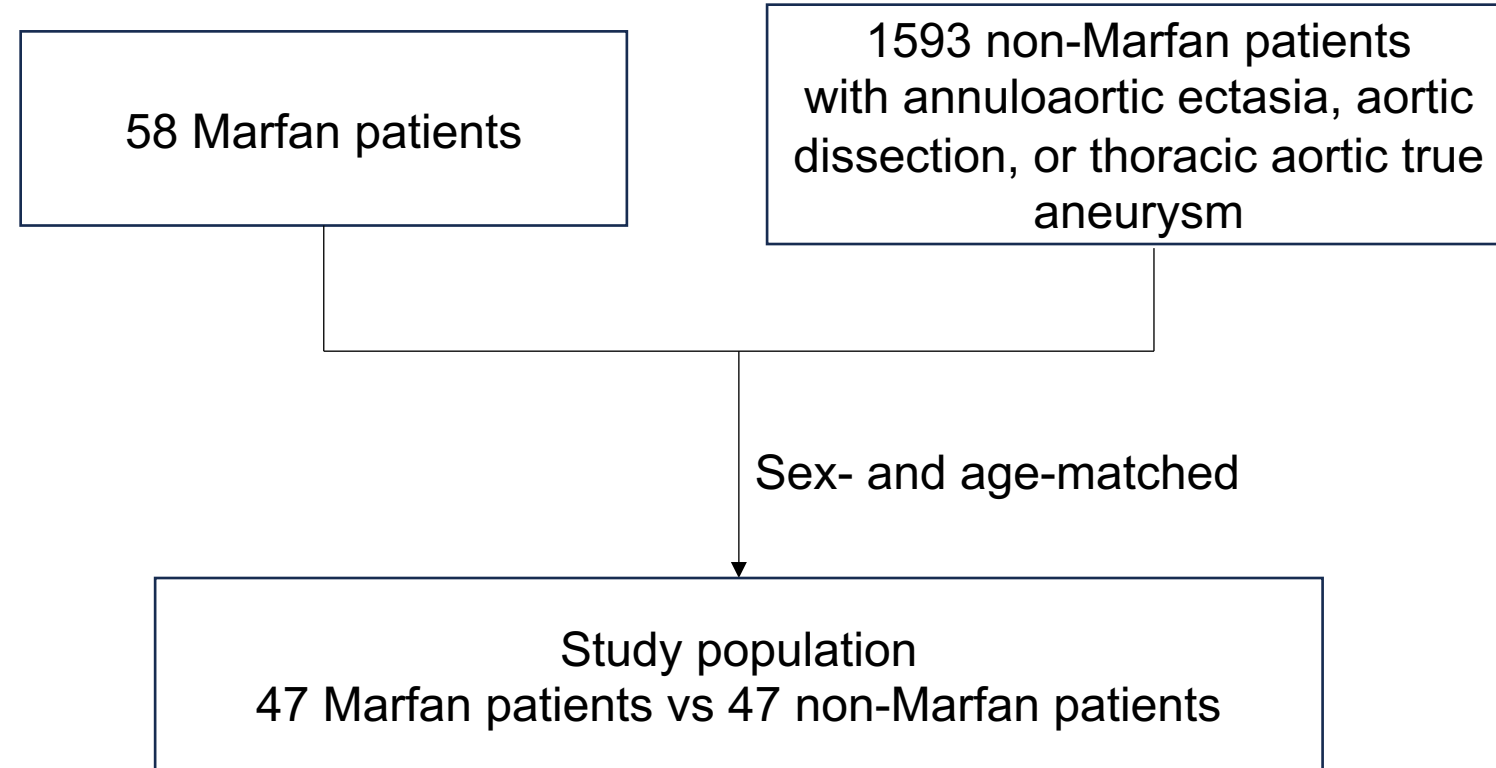 58 Marfan patients
1593 non-Marfan patients
with annuloaortic ectasia, aortic
dissection, or thoracic aortic true
aneurysm
Sex- and age-matched
Study population
47 Marfan patients vs 47 non-Marfan patients